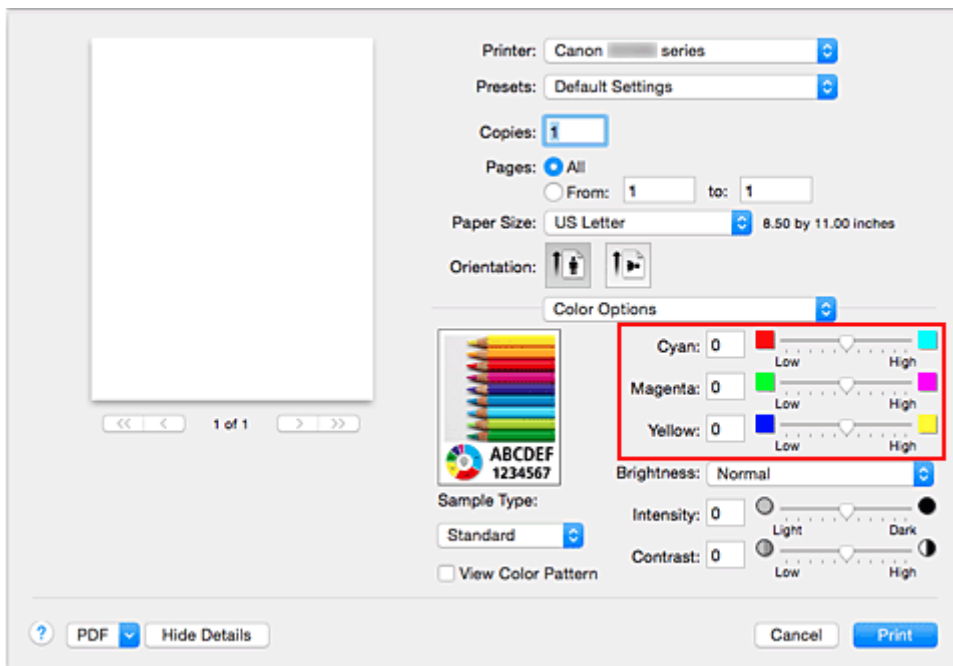 Printer: Canon series
Presets: Default Settings
Copies: 1
Pages: All
From: 1 to: 1
Paper Size: US Letter 8.50 by 11.00 inches
Orientation:
Color Options
Cyan: 0
Low High
Magenta: 0
Low High
Yellow: 0
Low High
ABCDEF
1234567
Brightness: Normal
Sample Type:
Intensity: 0
Light Dark
Standard
Contrast: 0
Low High
View Color Pattern
<< < 1 of 1 > >>
? PDF Hide Details Cancel Print